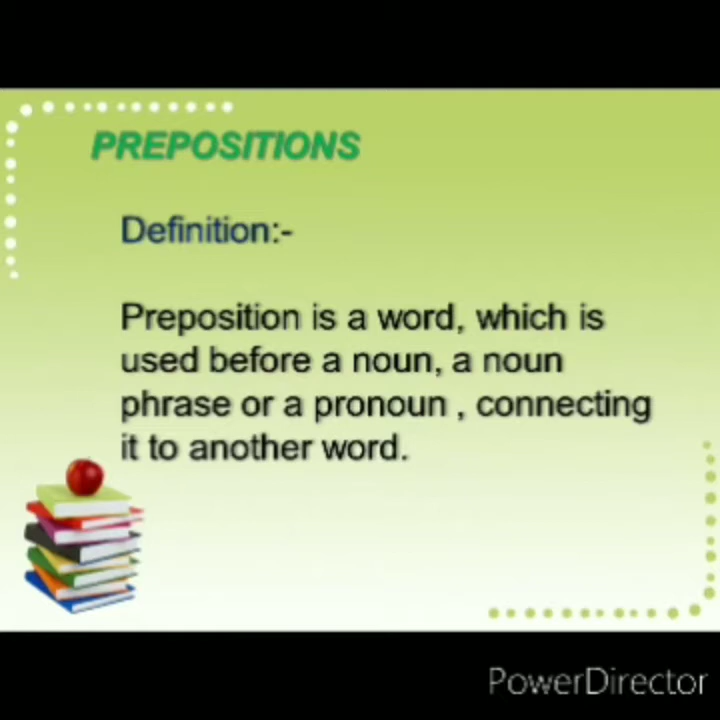 PREPOSITIONS
Definition:-
Preposition is a word, which is
used before a noun, a noun
phrase or a pronoun , connecting
it to another word.
PowerDirector